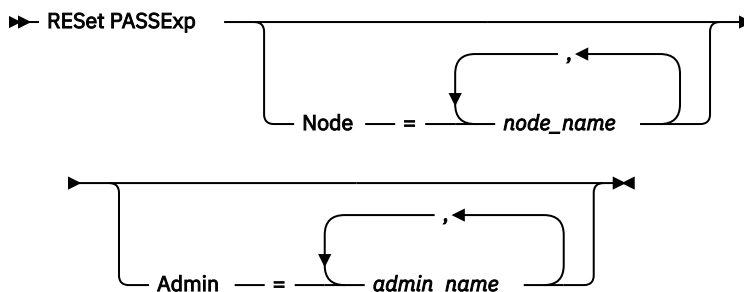 RESet PASSExp
,
Node = node_name
,
Admin = admin_name